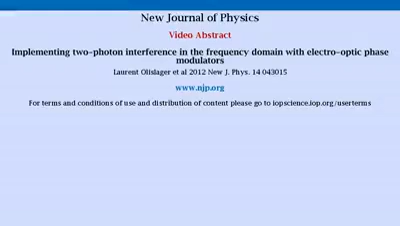 New Journal of Physics
Video Abstract
Implementing two-photon interference in the frequency domain with electro-optic phase
modulators
Laurent Olislager et al 2012 New J. Phys. 14 043015
www.njp.org
For terms and conditions of use and distribution of content please go to iopscience.iop.org/userterms